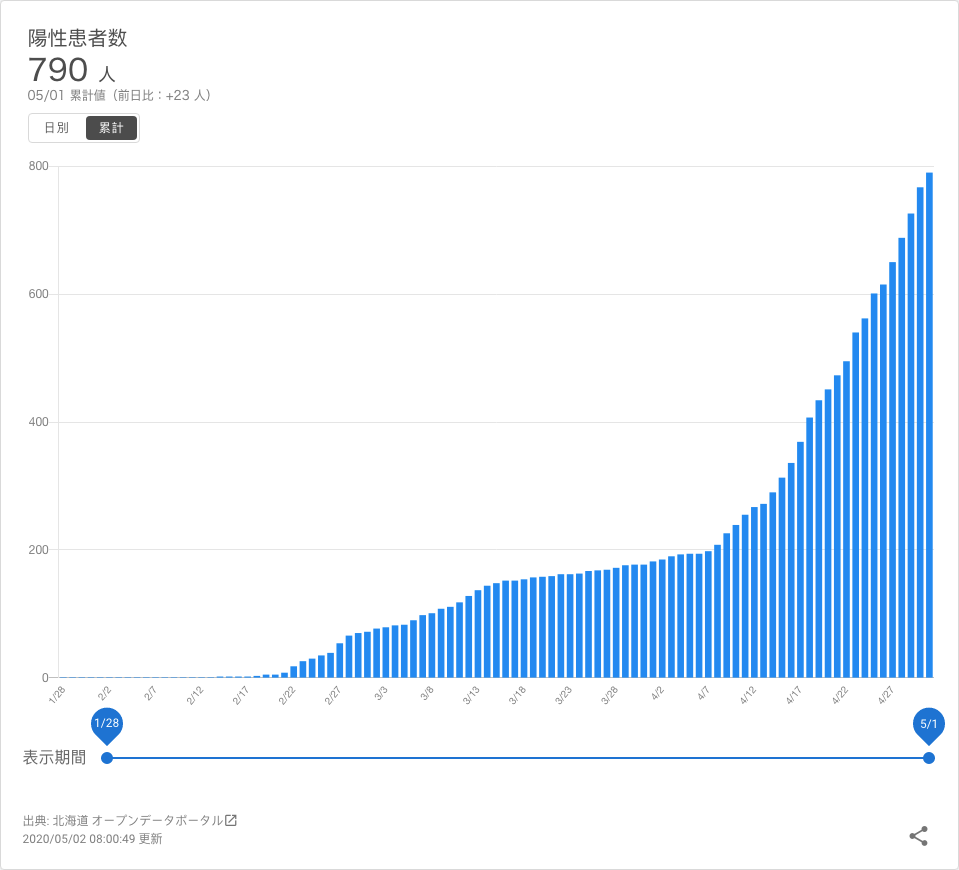 陽性患者数
790 人
05/01 累計値（前日比：+23 人）
日別 累計
800
600
400
200
0
1/28 2/2 2/7 2/12 2/17 2/22 2/27 3/3 3/8 3/13 3/18 3/23 3/28 4/2 4/7 4/12 4/17 4/22 4/27
1/28 5/1
表示期間
出典: 北海道 オープンデータポータル
2020/05/02 08:00:49 更新